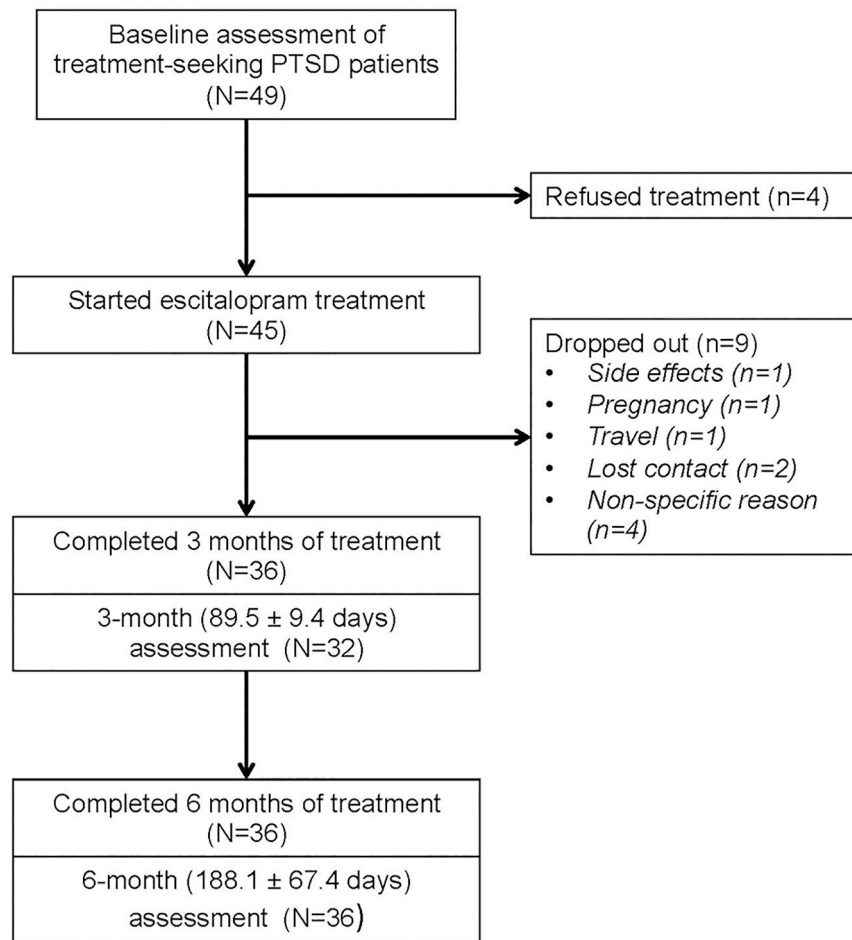 Baseline assessment of
treatment-seeking PTSD patients
(N=49)
Refused treatment (n=4)
Started escitalopram treatment
(N=45)
Dropped out (n=9)
• Side effects (n=1)
• Pregnancy (n=1)
• Travel (n=1)
• Lost contact (n=2)
• Non-specific reason
(n=4)
Completed 3 months of treatment
(N=36)
3-month (89.5 ± 9.4 days)
assessment (N=32)
Completed 6 months of treatment
(N=36)
6-month (188.1 ± 67.4 days)
assessment (N=36)